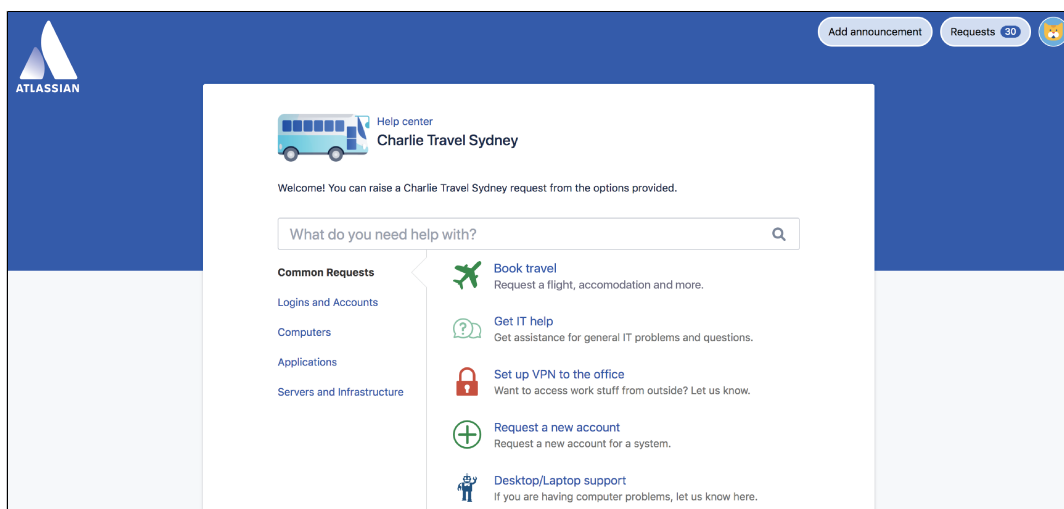 Add announcement
Requests 30
ATLASSIAN
Help center
Charlie Travel Sydney
Welcome! You can raise a Charlie Travel Sydney request from the options provided.
What do you need help with?
Common Requests
Logins and Accounts
Computers
Applications
Servers and Infrastructure
Book travel
Request a flight, accomodation and more.
Get IT help
Get assistance for general IT problems and questions.
Set up VPN to the office
Want to access work stuff from outside? Let us know.
Request a new account
Request a new account for a system.
Desktop/Laptop support
If you are having computer problems, let us know here.